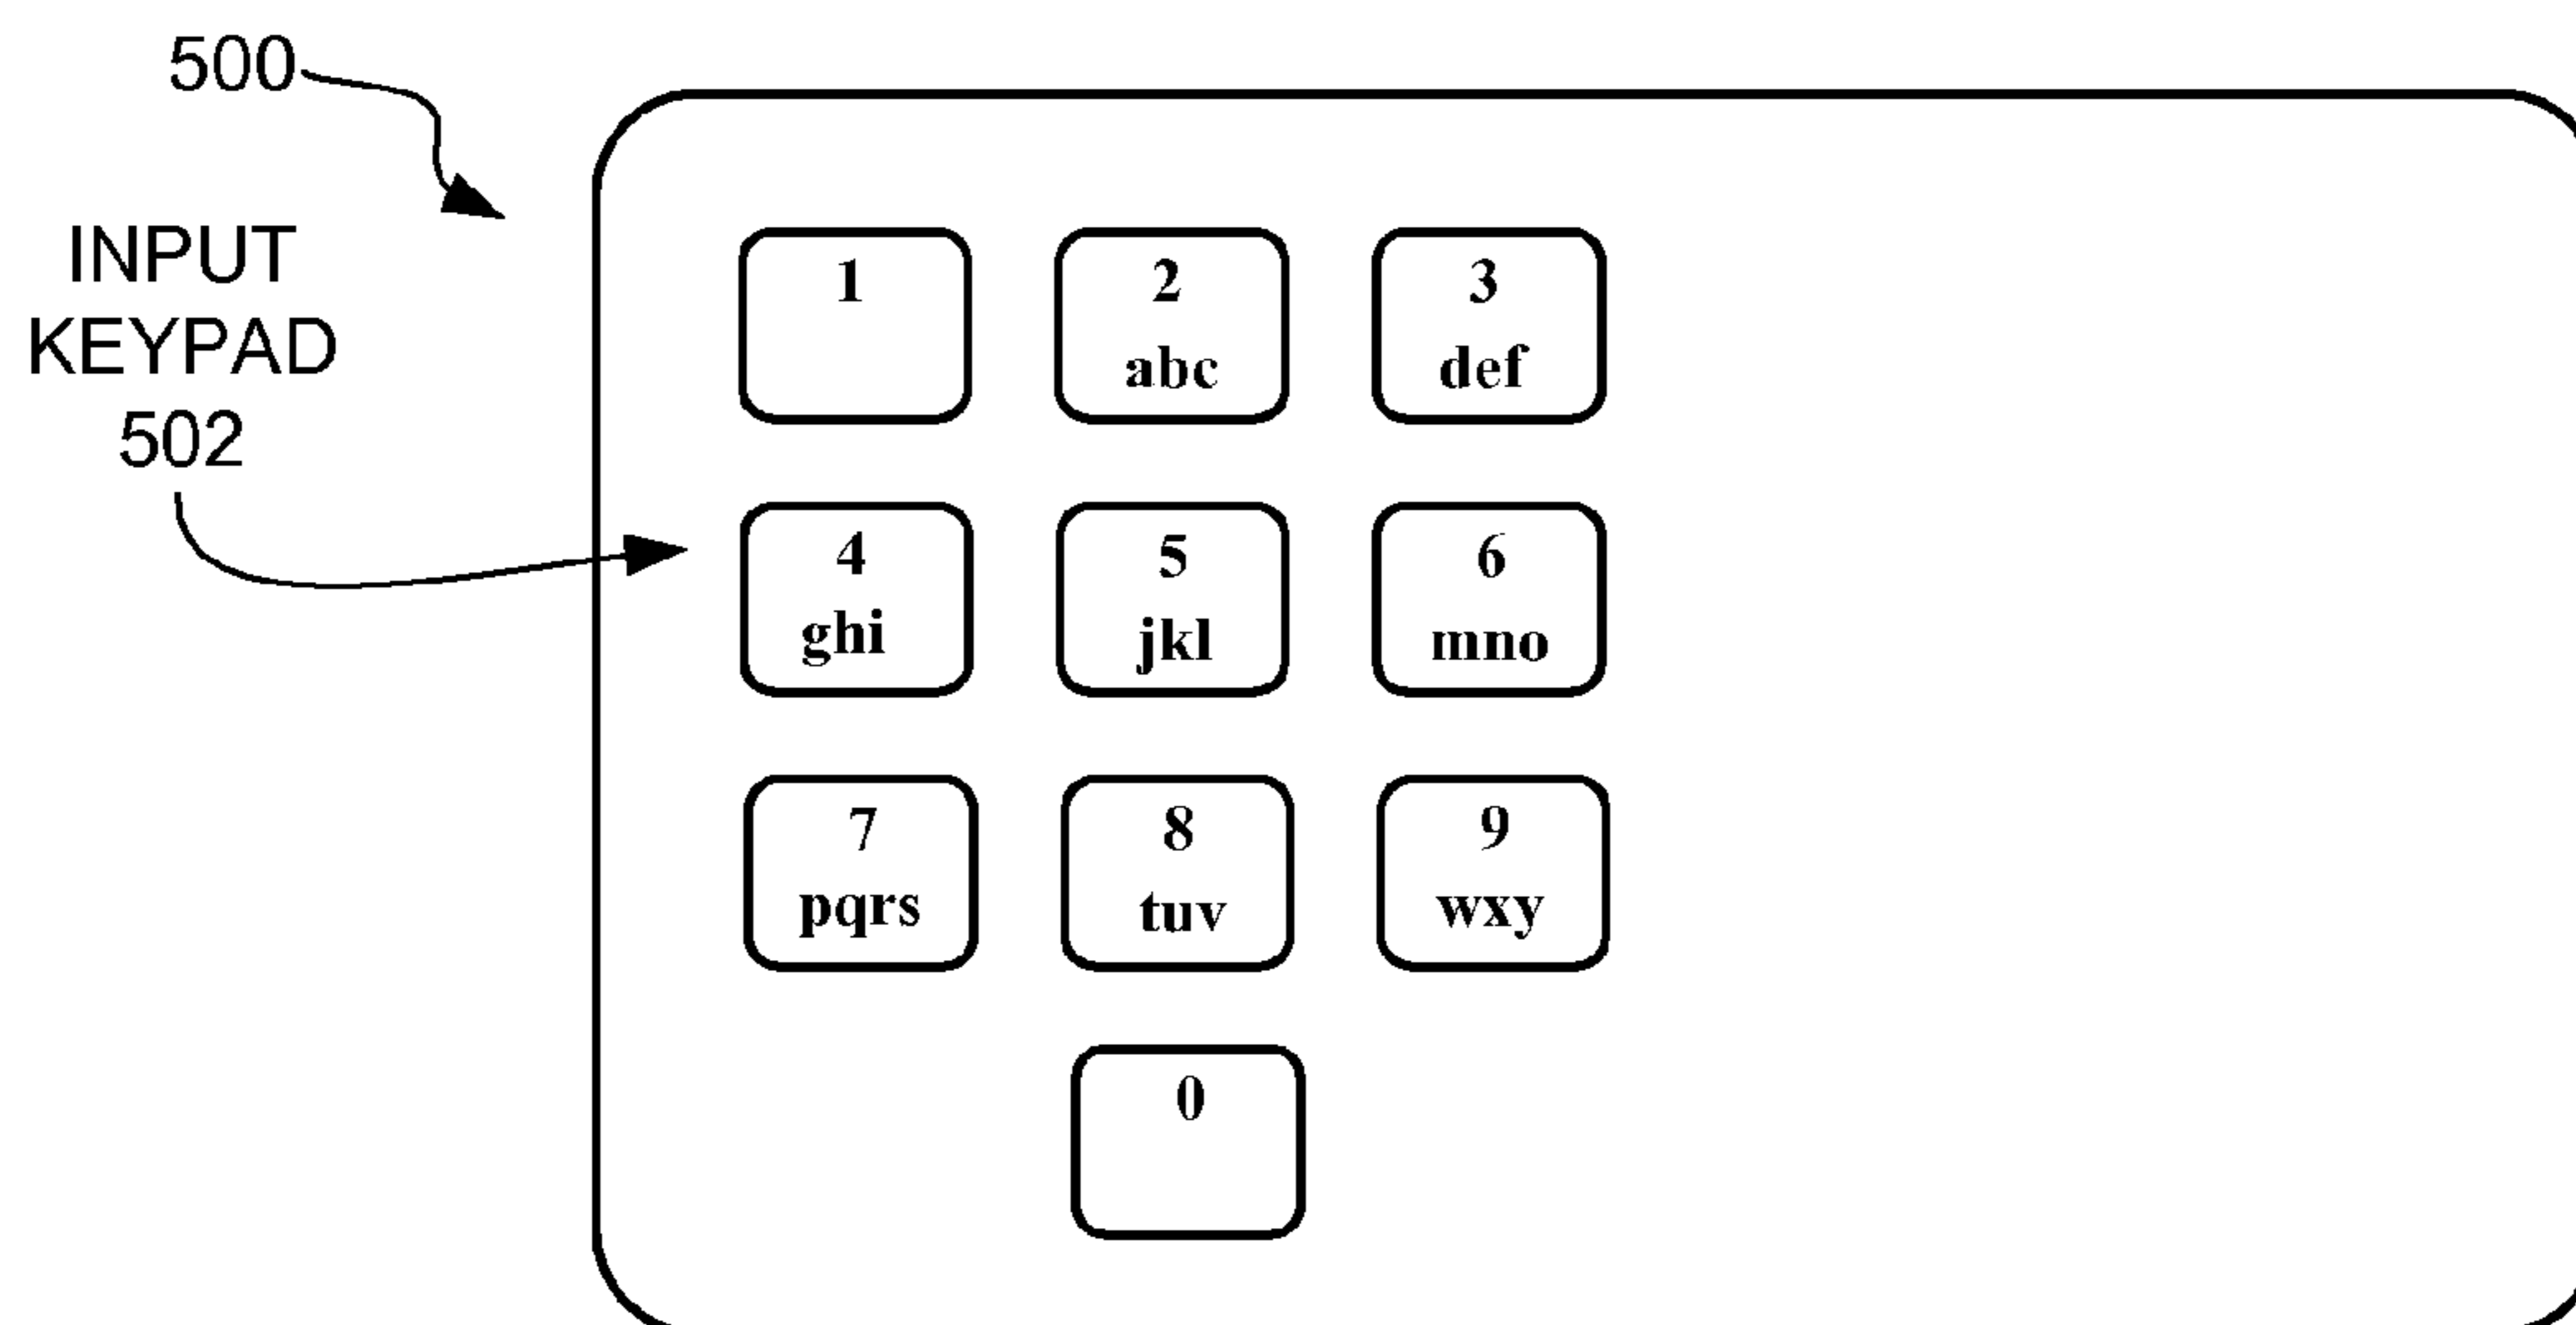 500
INPUT
KEYPAD
502
1 2 3
abc def
4 5 6
ghi jkl mno
7 8 9
pqrs tuv wxy
0